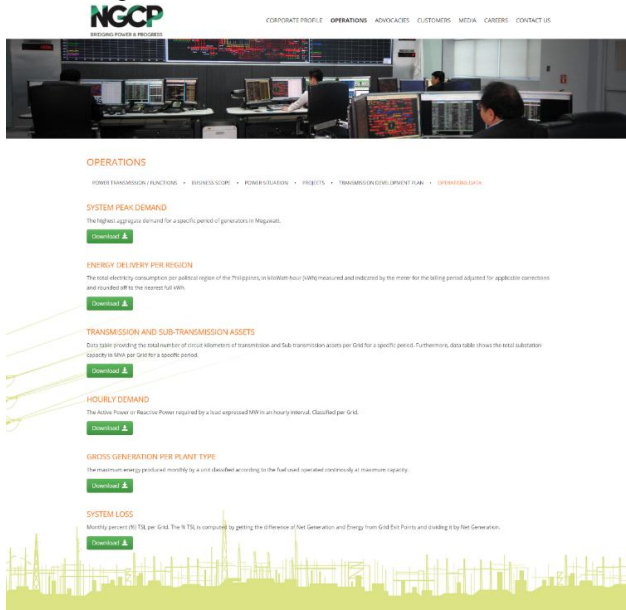 NGCP
BRIDGING POWER & PROGRESS
CORPORATE PROFILE OPERATIONS ADVOCACIES CUSTOMERS MEDIA CAREERS CONTACT US
OPERATIONS
POWER TRANSMISSION / FUNCTIONS • BUSINESS SCOPE • POWER SITUATION • PROJECTS • TRANSMISSION DEVELOPMENT PLAN • OPERATIONS DATA
SYSTEM PEAK DEMAND
The highest aggregate demand for a specific period of generators in Megawatt.
Download
ENERGY DELIVERY PER REGION
The total electricity consumption per political region of the Philippines, in kiloWatt-hour (kWh) measured and indicated by the meter for the billing period adjusted for applicable corrections
and rounded off to the nearest full kWh.
Download
TRANSMISSION AND SUB-TRANSMISSION ASSETS
Data table providing the total number of circuit kilometers of transmission and Sub-transmission assets per Grid for a specific period. Furthermore, data table shows the total substation
capacity in MVA per Grid for a specific period.
Download
HOURLY DEMAND
The Active Power or Reactive Power required by a load expressed MW in an hourly interval. Classified per Grid.
Download
GROSS GENERATION PER PLANT TYPE
The maximum energy produced monthly by a unit classified according to the fuel used operated continously at maximum capacity.
Download
SYSTEM LOSS
Monthly percent (%) TSL per Grid. The % TSL is computed by getting the difference of Net Generation and Energy from Grid Exit Points and dividing it by Net Generation.
Download